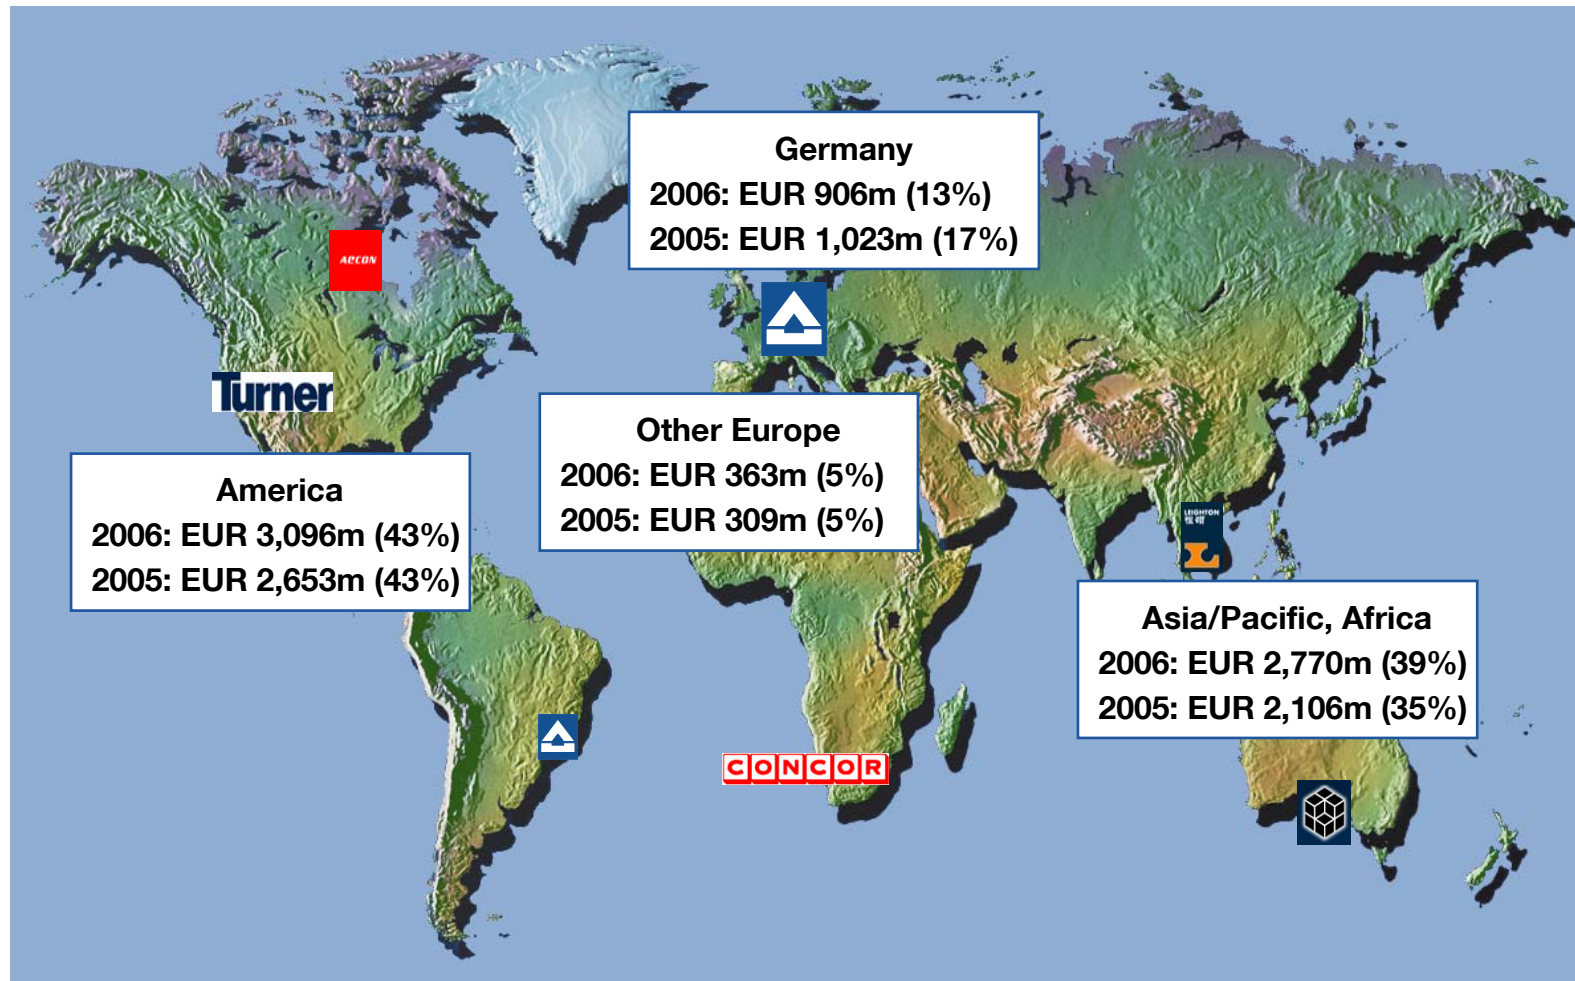 Germany
2006: EUR 906m (13%)
2005: EUR 1,023m (17%)
AECON
Turner
Other Europe
2006: EUR 363m (5%)
2005: EUR 309m (5%)
America
2006: EUR 3,096m (43%)
2005: EUR 2,653m (43%)
LEIGHTON
L
Asia/Pacific, Africa
2006: EUR 2,770m (39%)
2005: EUR 2,106m (35%)
CONCOR